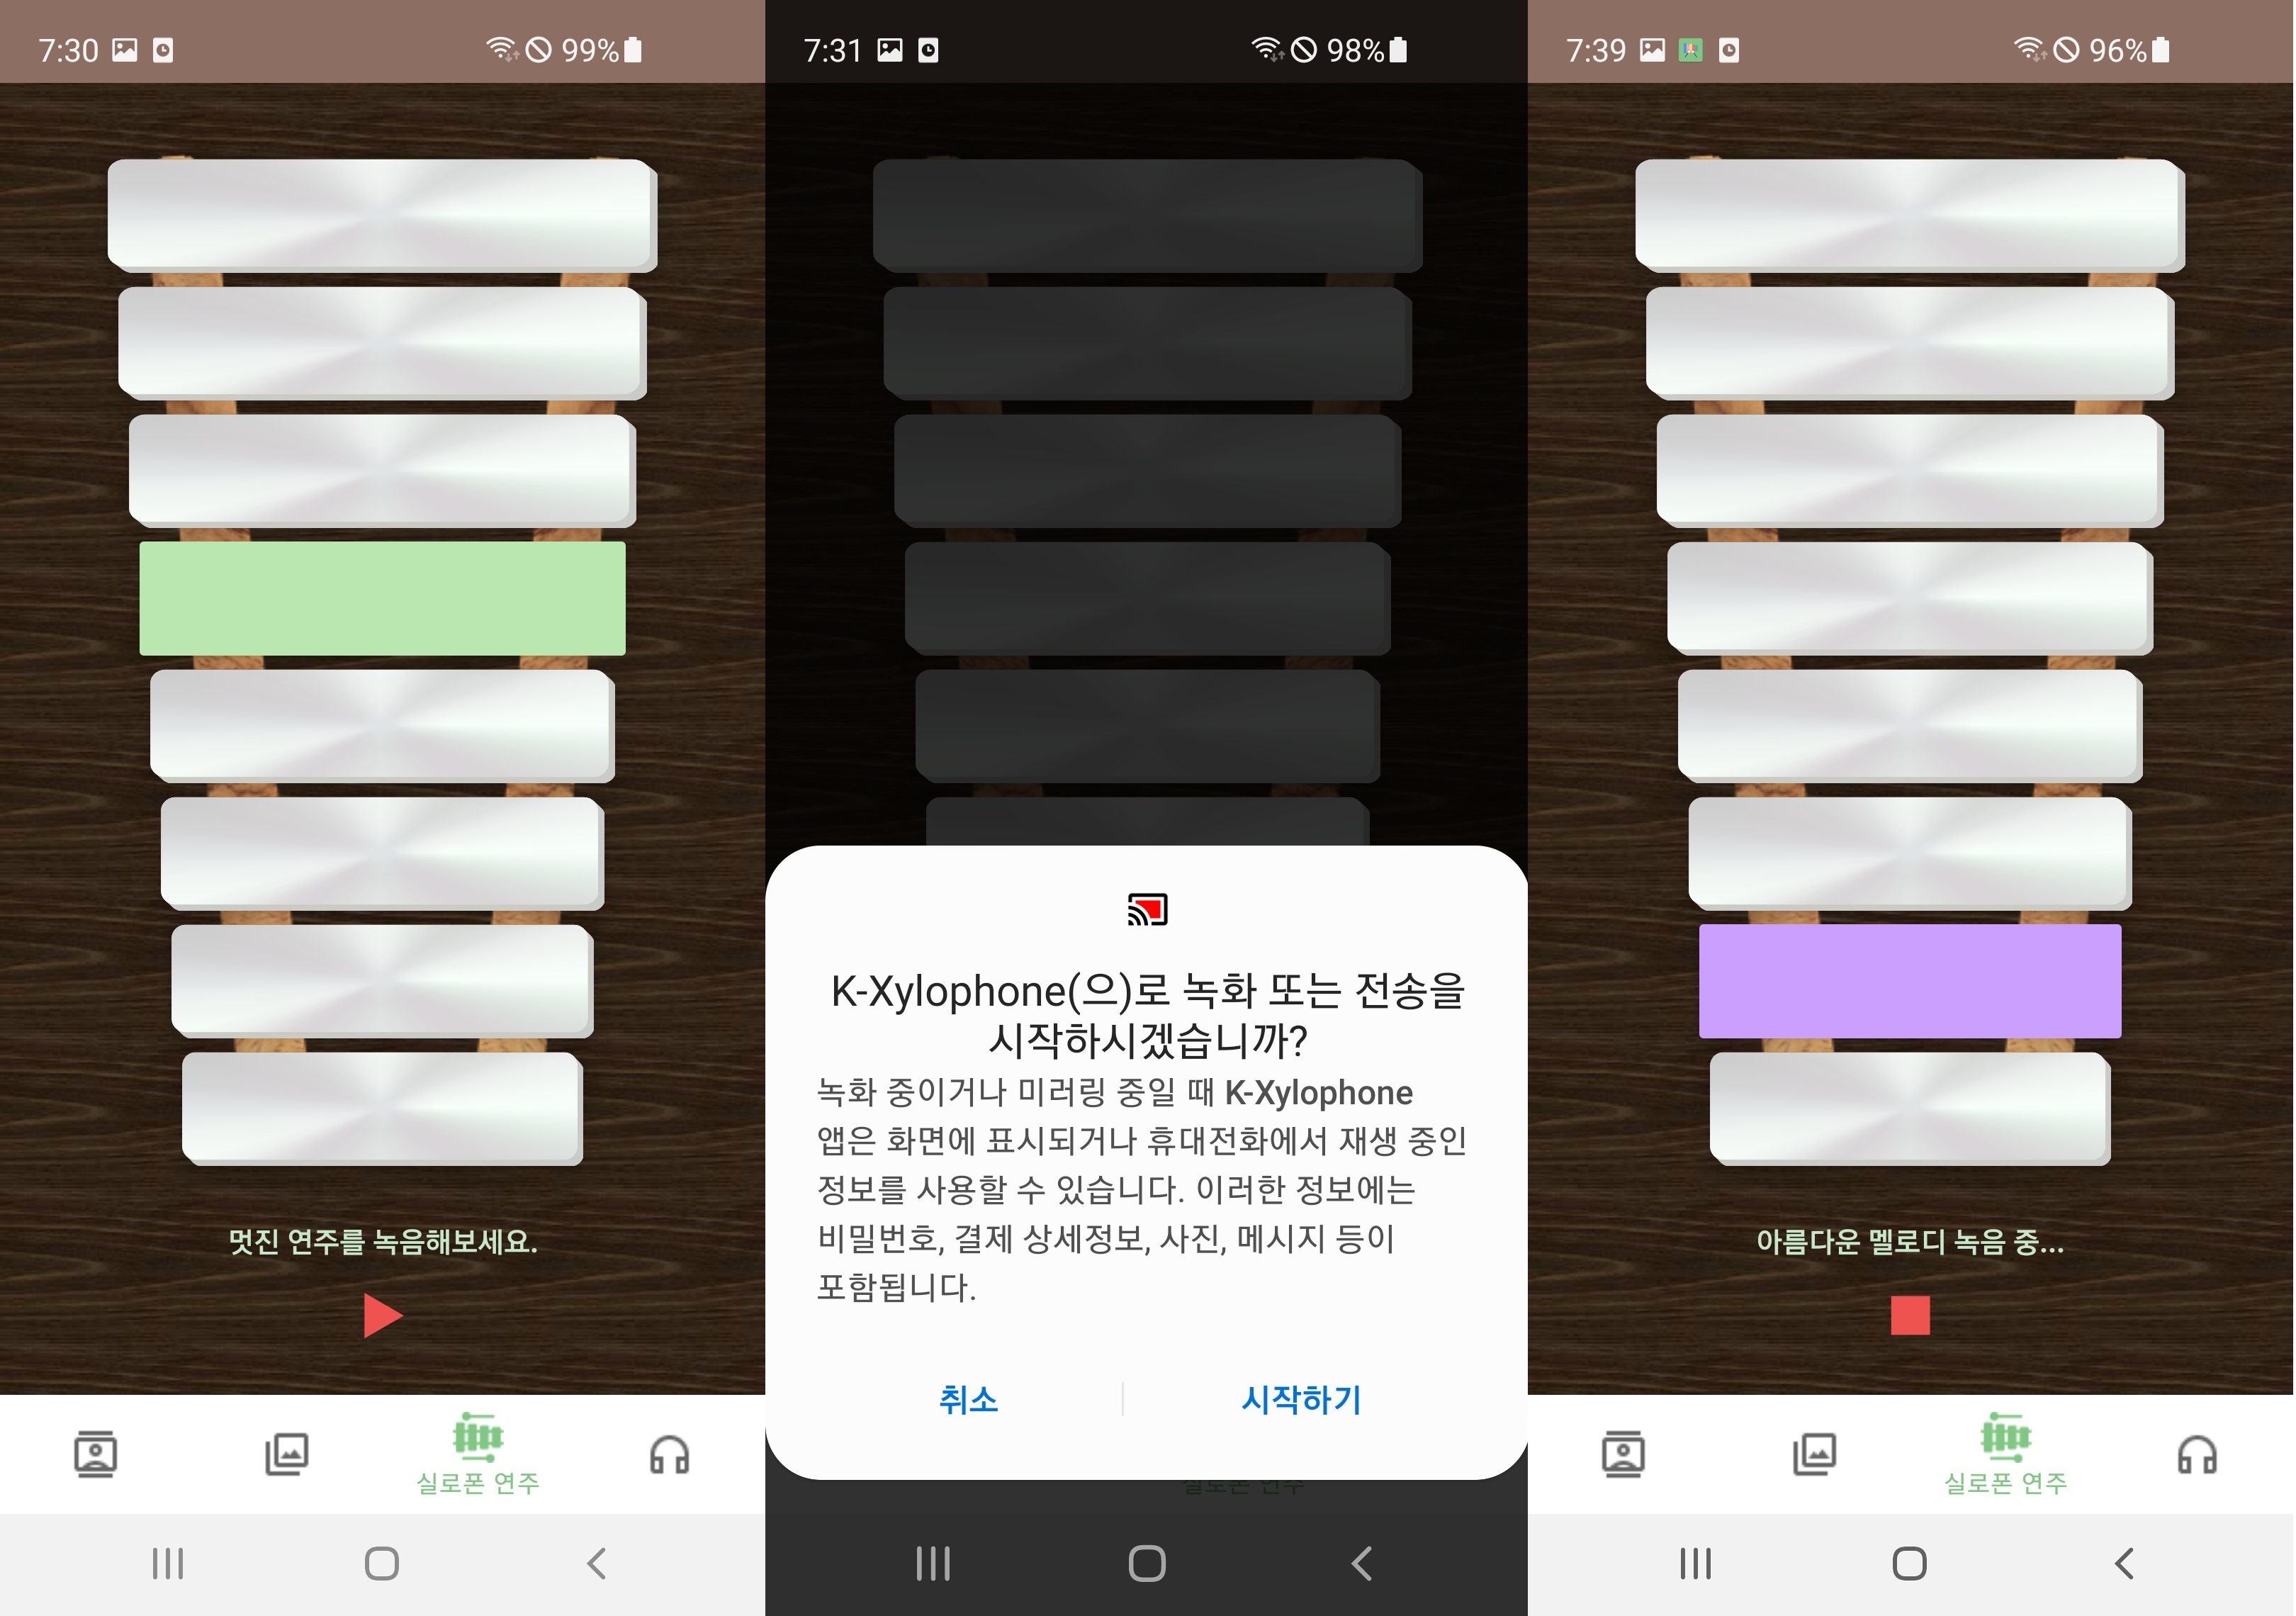 7:30
99%
멋진 연주를 녹음해보세요.
실로폰 연주
7:31
98%
K-Xylophone(으)로 녹화 또는 전송을
시작하시겠습니까?
녹화 중이거나 미러링 중일 때 K-Xylophone
앱은 화면에 표시되거나 휴대전화에서 재생 중인
정보를 사용할 수 있습니다. 이러한 정보에는
비밀번호, 결제 상세정보, 사진, 메시지 등이
포함됩니다.
취소
시작하기
실로폰 연주
7:39
96%
아름다운 멜로디 녹음 중...
실로폰 연주